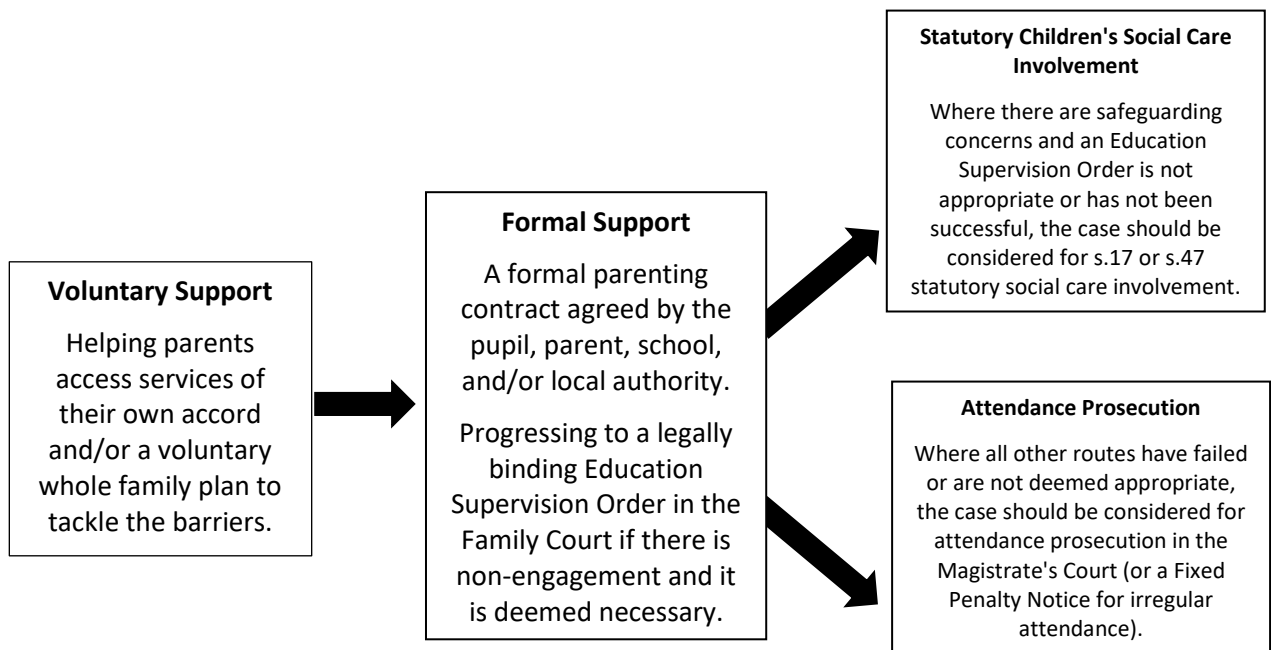 Voluntary Support
Helping parents
access services of
their own accord
and/or a voluntary
whole family plan to
tackle the barriers.
Formal Support
A formal parenting
contract agreed by the
pupil, parent, school,
and/or local authority.
Progressing to a legally
binding Education
Supervision Order in the
Family Court if there is
non-engagement and it
is deemed necessary.
Statutory Children's Social Care
Involvement
Where there are safeguarding
concerns and an Education
Supervision Order is not
appropriate or has not been
successful, the case should be
considered for s.17 or s.47
statutory social care involvement.
Attendance Prosecution
Where all other routes have failed
or are not deemed appropriate,
the case should be considered for
attendance prosecution in the
Magistrate's Court (or a Fixed
Penalty Notice for irregular
attendance).